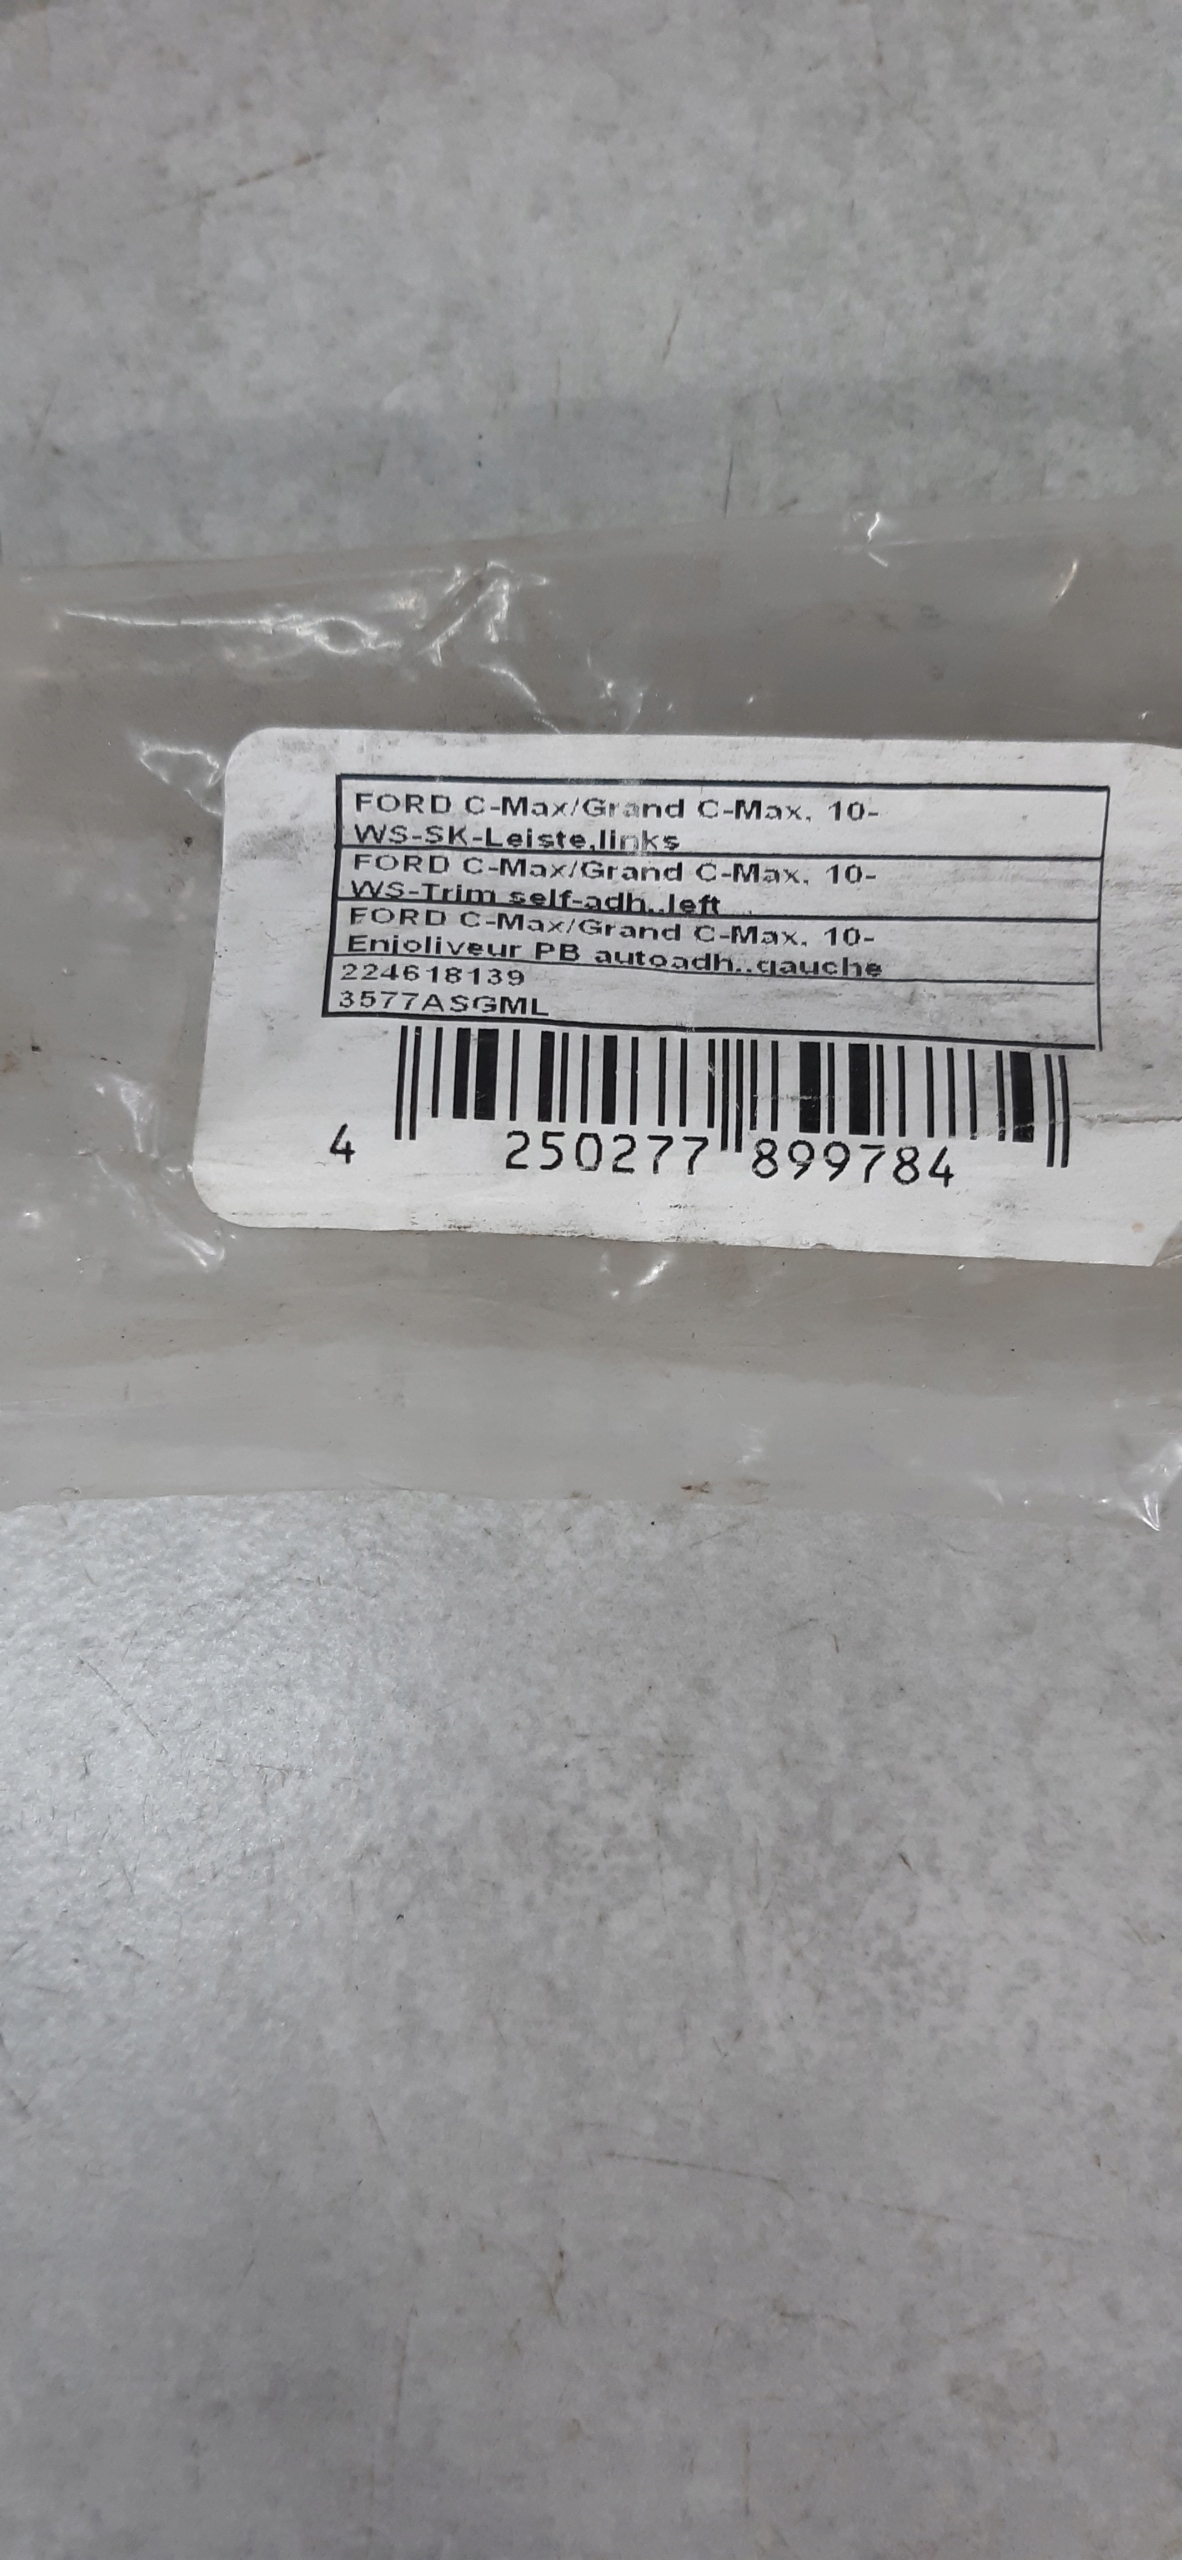 FORD C-Max/Grand C-Max, 10-
WS-SK-Leiste,links
FORD C-Max/Grand C-Max, 10-
WS-Trim self-adh.,left
FORD C-Max/Grand C-Max, 10-
Enjoliveur PB autoadh.,gauche
224618139
3577ASGML
4 250277 899784